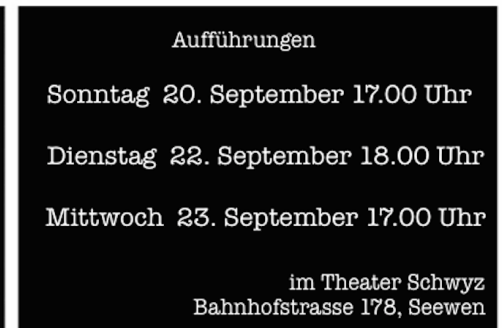 Aufführungen
Sonntag 20. September 17.00 Uhr
Dienstag 22. September 18.00 Uhr
Mittwoch 23. September 17.00 Uhr
im Theater Schwyz
Bahnhofstrasse 178, Seewen